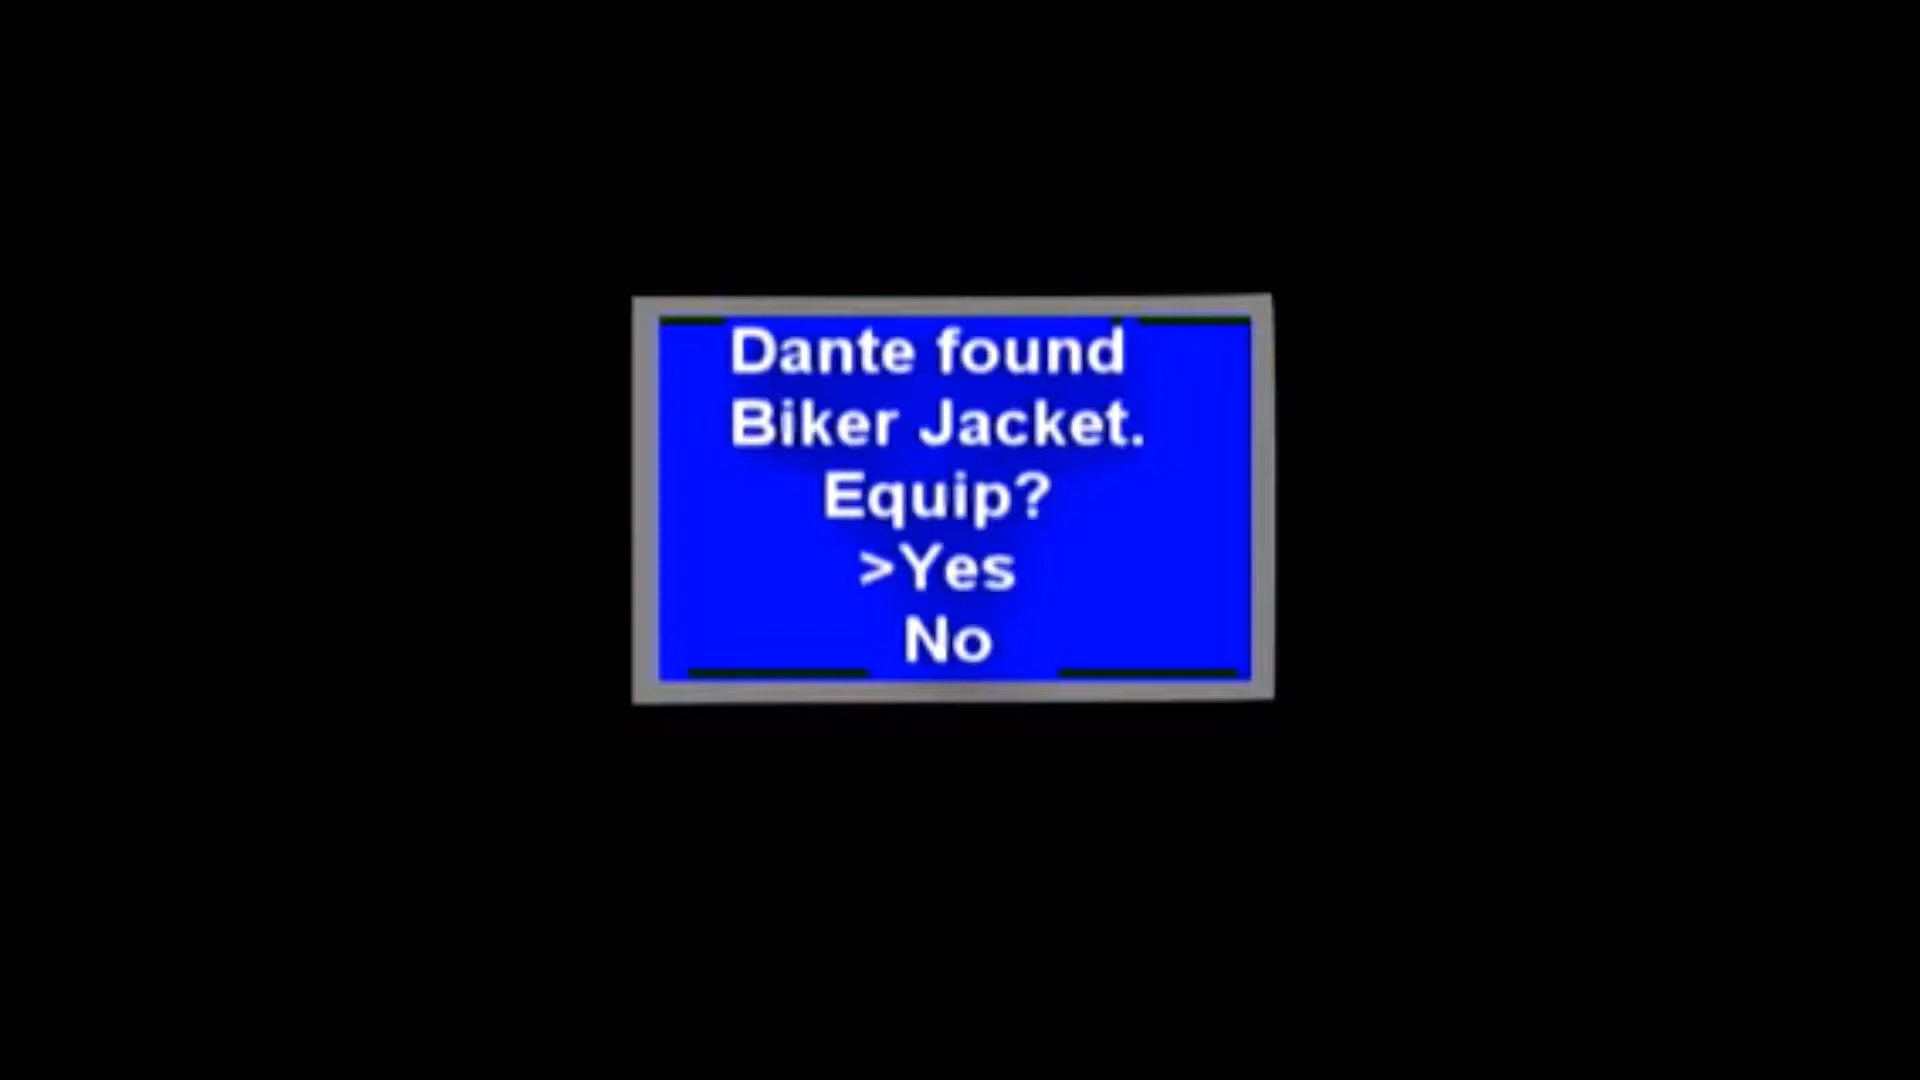 Dante found
Biker Jacket.
Equip?
>Yes
No